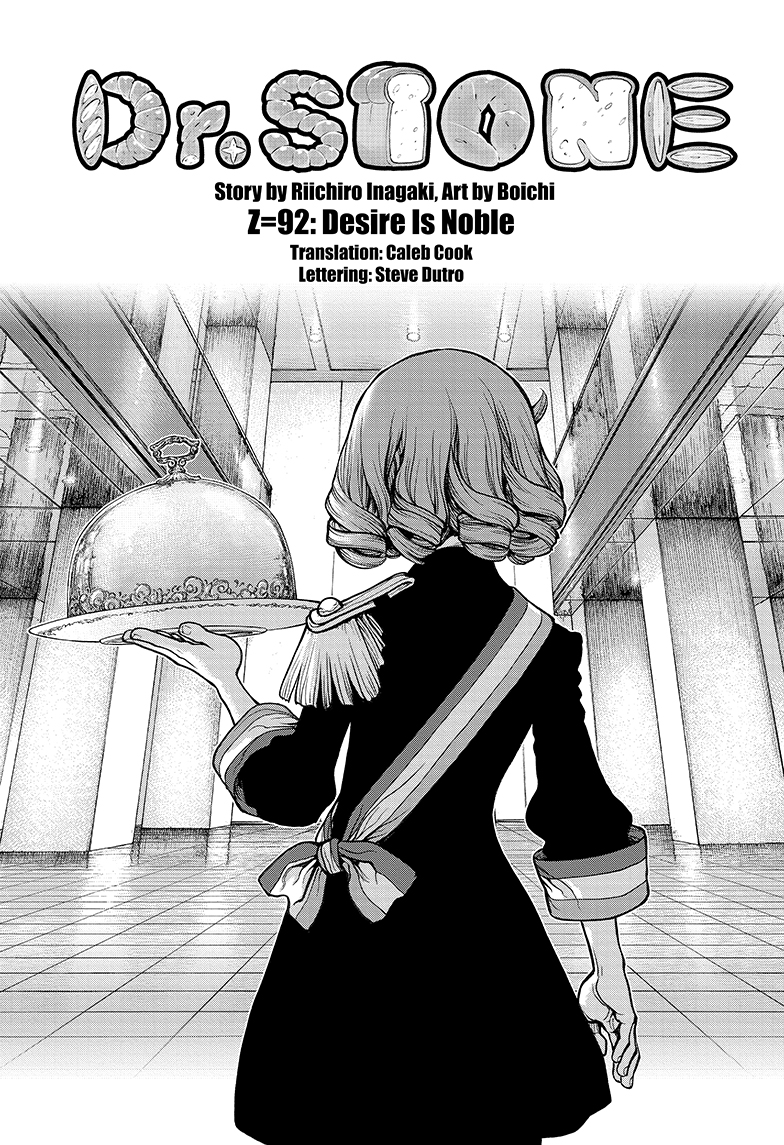 Dr. STONE
Story by Riichiro Inagaki, Art by Boichi
Z=92: Desire Is Noble
Translation: Caleb Cook
Lettering: Steve Dutro